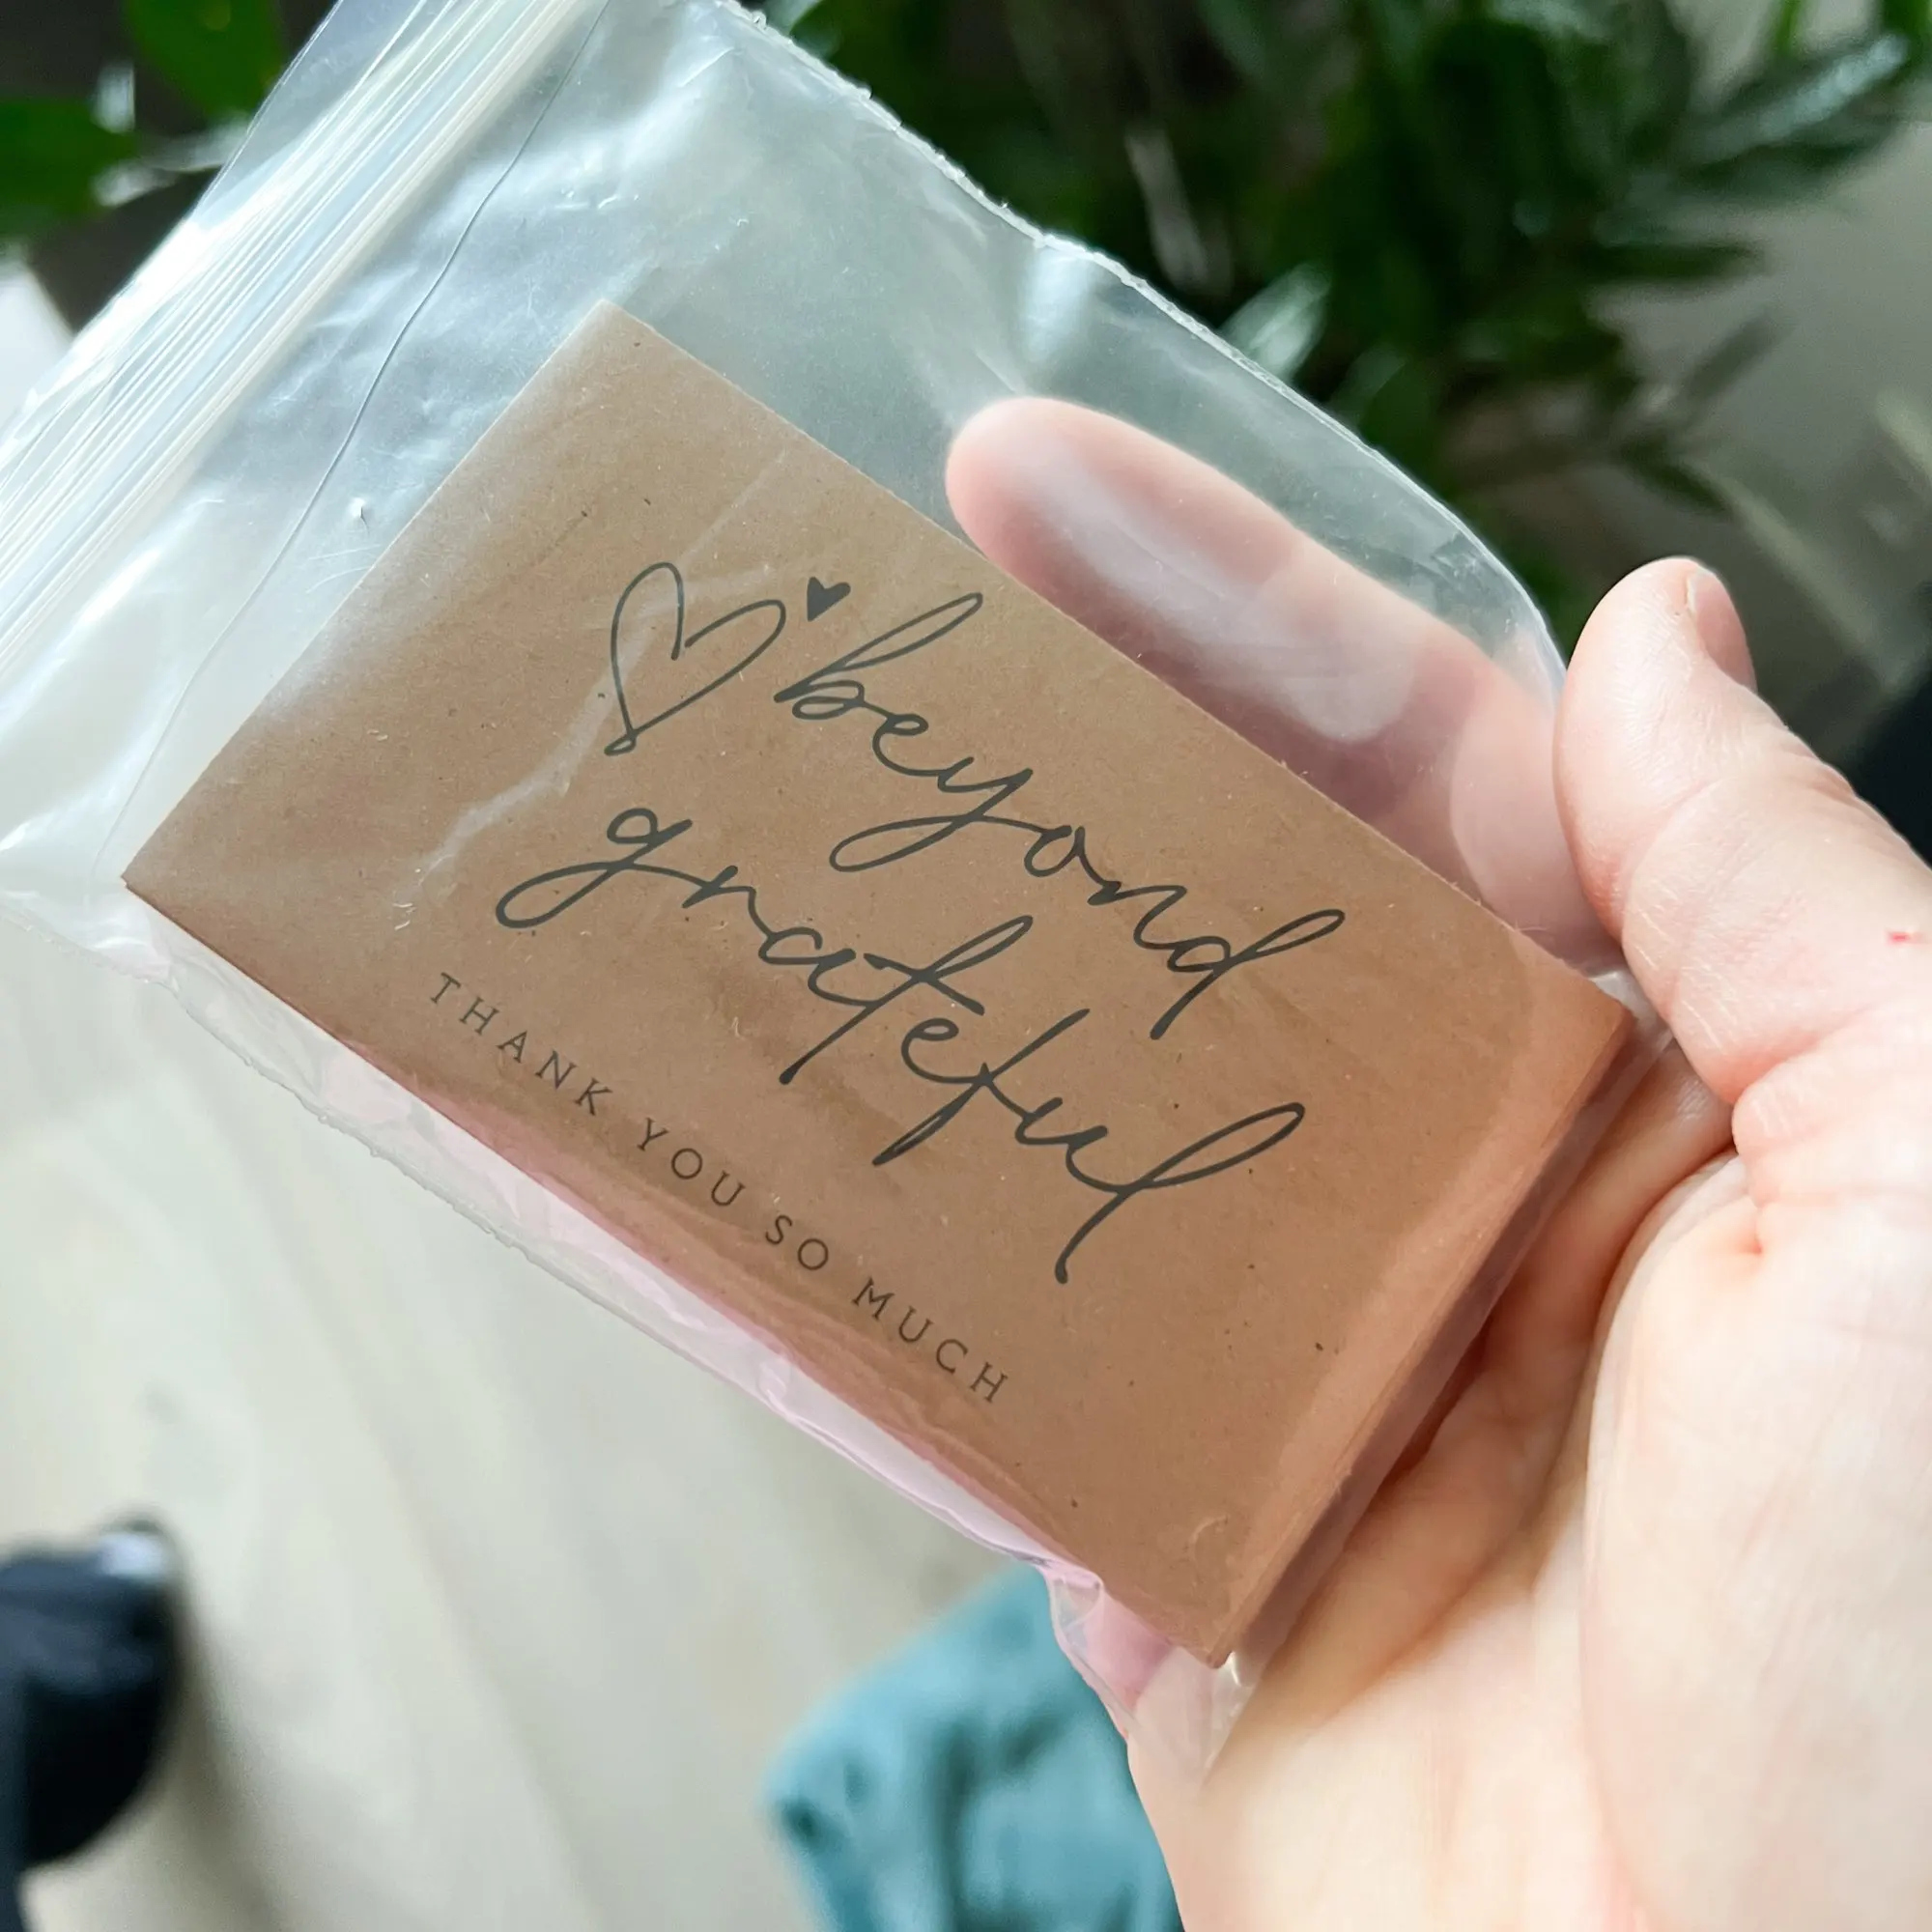 beyond
grateful
THANK YOU SO MUCH